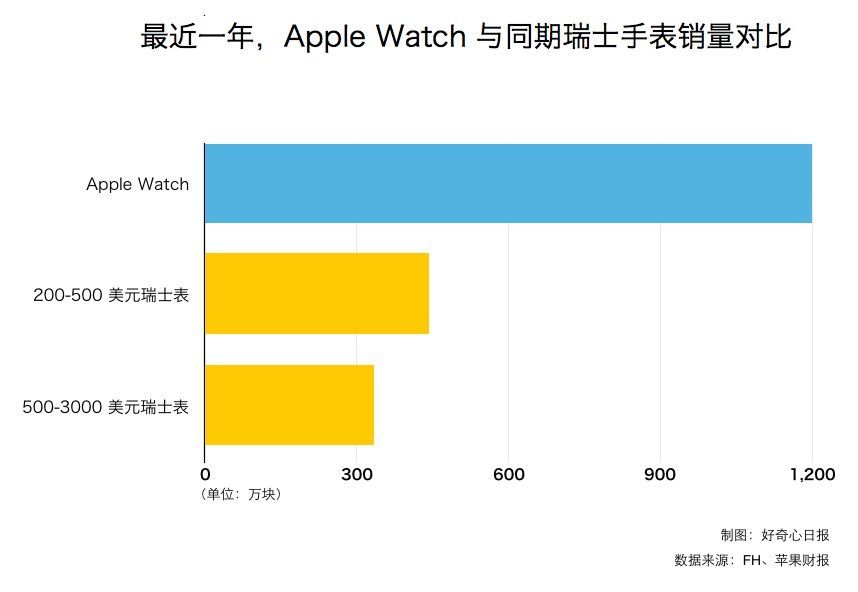 最近一年，Apple Watch 与同期瑞士手表销量对比
Apple Watch
200-500 美元瑞士表
500-3000 美元瑞士表
0 300 600 900 1,200
（单位：万块）
制图：好奇心日报
数据来源：FH、苹果财报